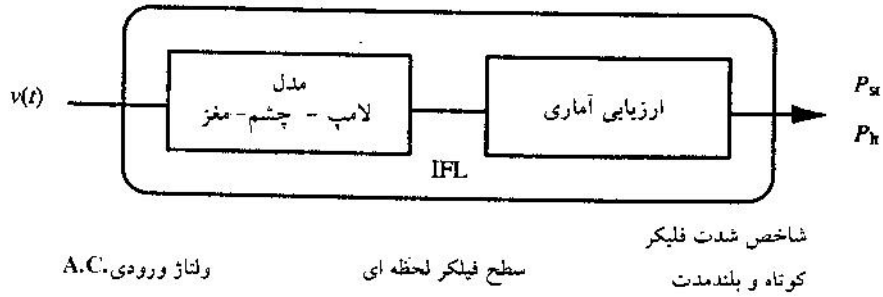 v(t)
مدل
لامپ - چشم-مغز
ارزیابی آماری
IFL
P_st
P_lt
شاخص شدت فلیکر
کوتاه و بلندمدت
سطح فیلکر لحظه ای
ولتاژ ورودی A.C.